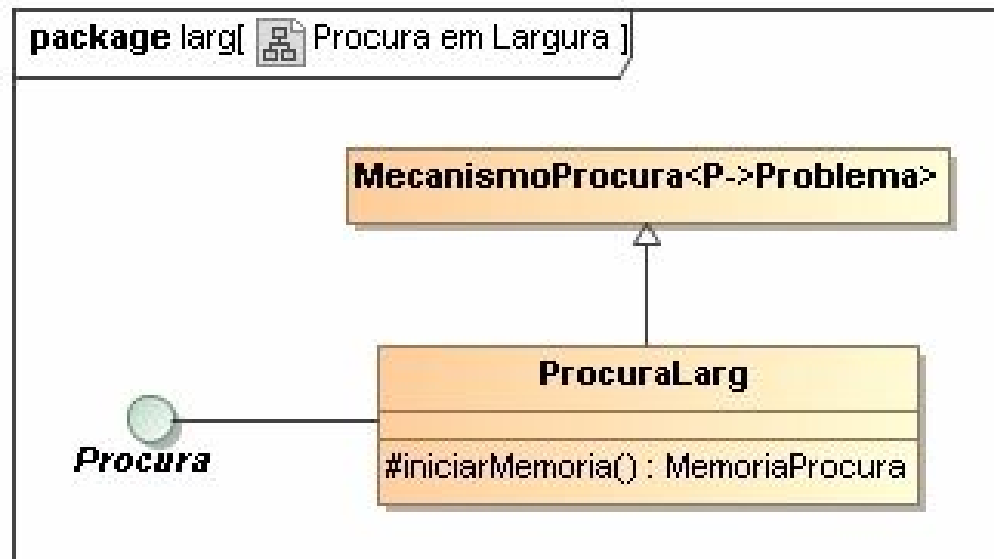 package larg[ Procura em Largura ]
MecanismoProcura<P->Problema>
ProcuraLarg
Procura
#iniciarMemoria() : MemoriaProcura